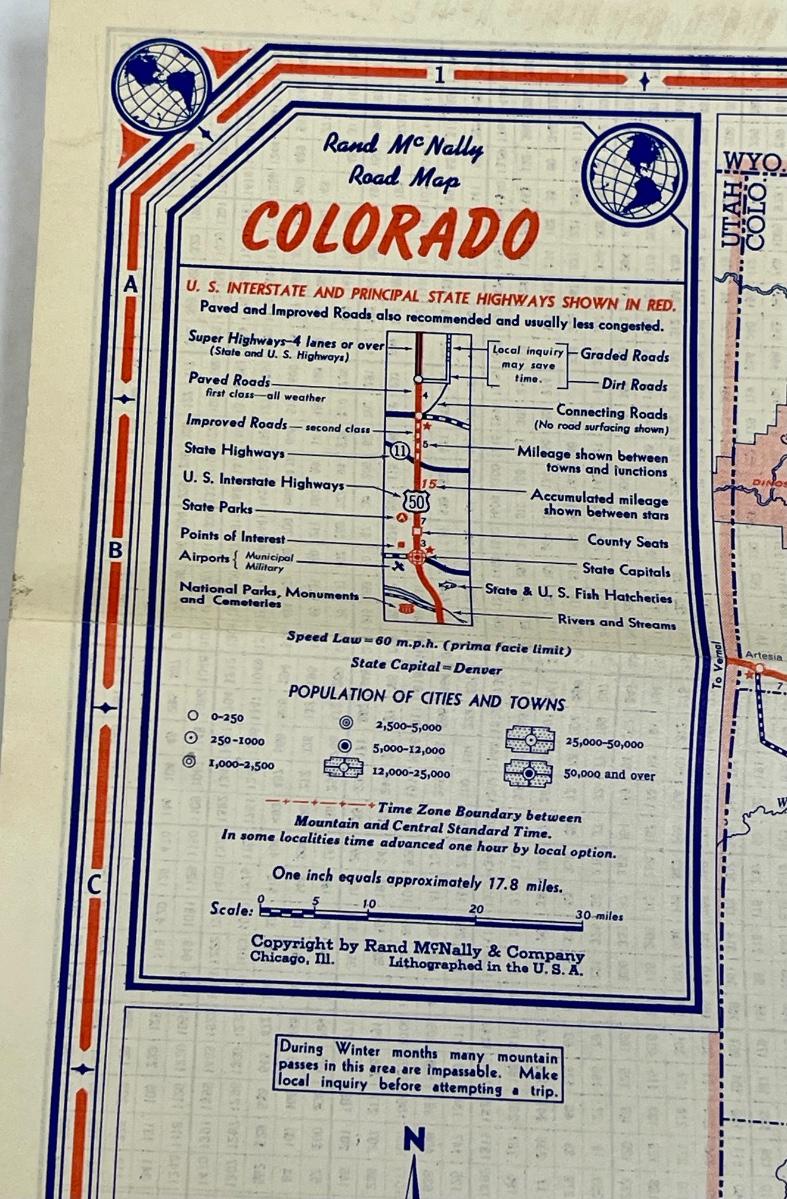 1
A
B
C
Rand McNally
Road Map
COLORADO
U. S. INTERSTATE AND PRINCIPAL STATE HIGHWAYS SHOWN IN RED.
Paved and Improved Roads also recommended and usually less congested.
Super Highways–4 lanes or over
(State and U. S. Highways)
Paved Roads
first class—all weather
Improved Roads — second class
State Highways
U. S. Interstate Highways
State Parks
Points of Interest
Airports { Municipal
Military
National Parks, Monuments
and Cemeteries
4
11
5
15
50
7
3
Local inquiry
may save
time.
Graded Roads
Dirt Roads
Connecting Roads
(No road surfacing shown)
Mileage shown between
towns and junctions
Accumulated mileage
shown between stars
County Seats
State Capitals
State & U. S. Fish Hatcheries
Rivers and Streams
Speed Law=60 m.p.h. (prima facie limit)
State Capital=Denver
POPULATION OF CITIES AND TOWNS
0-250
250-1000
1,000-2,500
2,500-5,000
5,000-12,000
12,000-25,000
25,000-50,000
50,000 and over
Time Zone Boundary between
Mountain and Central Standard Time.
In some localities time advanced one hour by local option.
One inch equals approximately 17.8 miles.
Scale: 0 5 10 20 30 miles
Copyright by Rand McNally & Company
Chicago, Ill. Lithographed in the U. S. A.
During Winter months many mountain
passes in this area are impassable. Make
local inquiry before attempting a trip.
N
WYO.
UTAH
COLO.
DINOS
To Vernal
Artesia
7
W